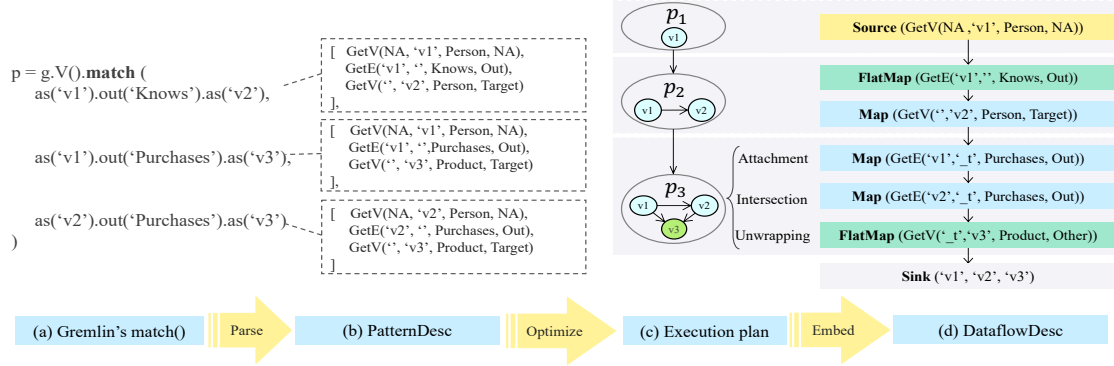 p = g.V().match (
as(‘v1’).out(‘Knows’).as(‘v2’),
as(‘v1’).out(‘Purchases’).as(‘v3’),
as(‘v2’).out(‘Purchases’).as(‘v3’)
)
[ GetV(NA, ‘v1’, Person, NA),
GetE(‘v1’, ‘’, Knows, Out),
GetV(‘’, ‘v2’, Person, Target)
],
[ GetV(NA, ‘v1’, Person, NA),
GetE(‘v1’, ‘’,Purchases, Out),
GetV(‘’, ‘v3’, Product, Target)
],
[ GetV(NA, ‘v2’, Person, NA),
GetE(‘v2’, ‘’, Purchases, Out),
GetV(‘’, ‘v3’, Product, Target)
]
p1
v1
p2
v1 v2
p3
v1 v2
v3
Attachment
Intersection
Unwrapping
Source (GetV(NA ,‘v1’, Person, NA))
FlatMap (GetE(‘v1’,’’, Knows, Out))
Map (GetV(‘’,‘v2’, Person, Target))
Map (GetE(‘v1’,‘_t’, Purchases, Out))
Map (GetE(‘v2’,‘_t’, Purchases, Out))
FlatMap (GetV(‘_t’,‘v3’, Product, Other))
Sink (‘v1’, ‘v2’, ‘v3’)
(a) Gremlin’s match() Parse (b) PatternDesc Optimize (c) Execution plan Embed (d) DataflowDesc